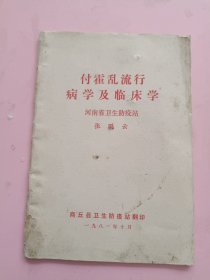 付霍乱流行
病学及临床学
河南省卫生防疫站
张 云
商丘县卫生防疫站翻印
一九八一年十月